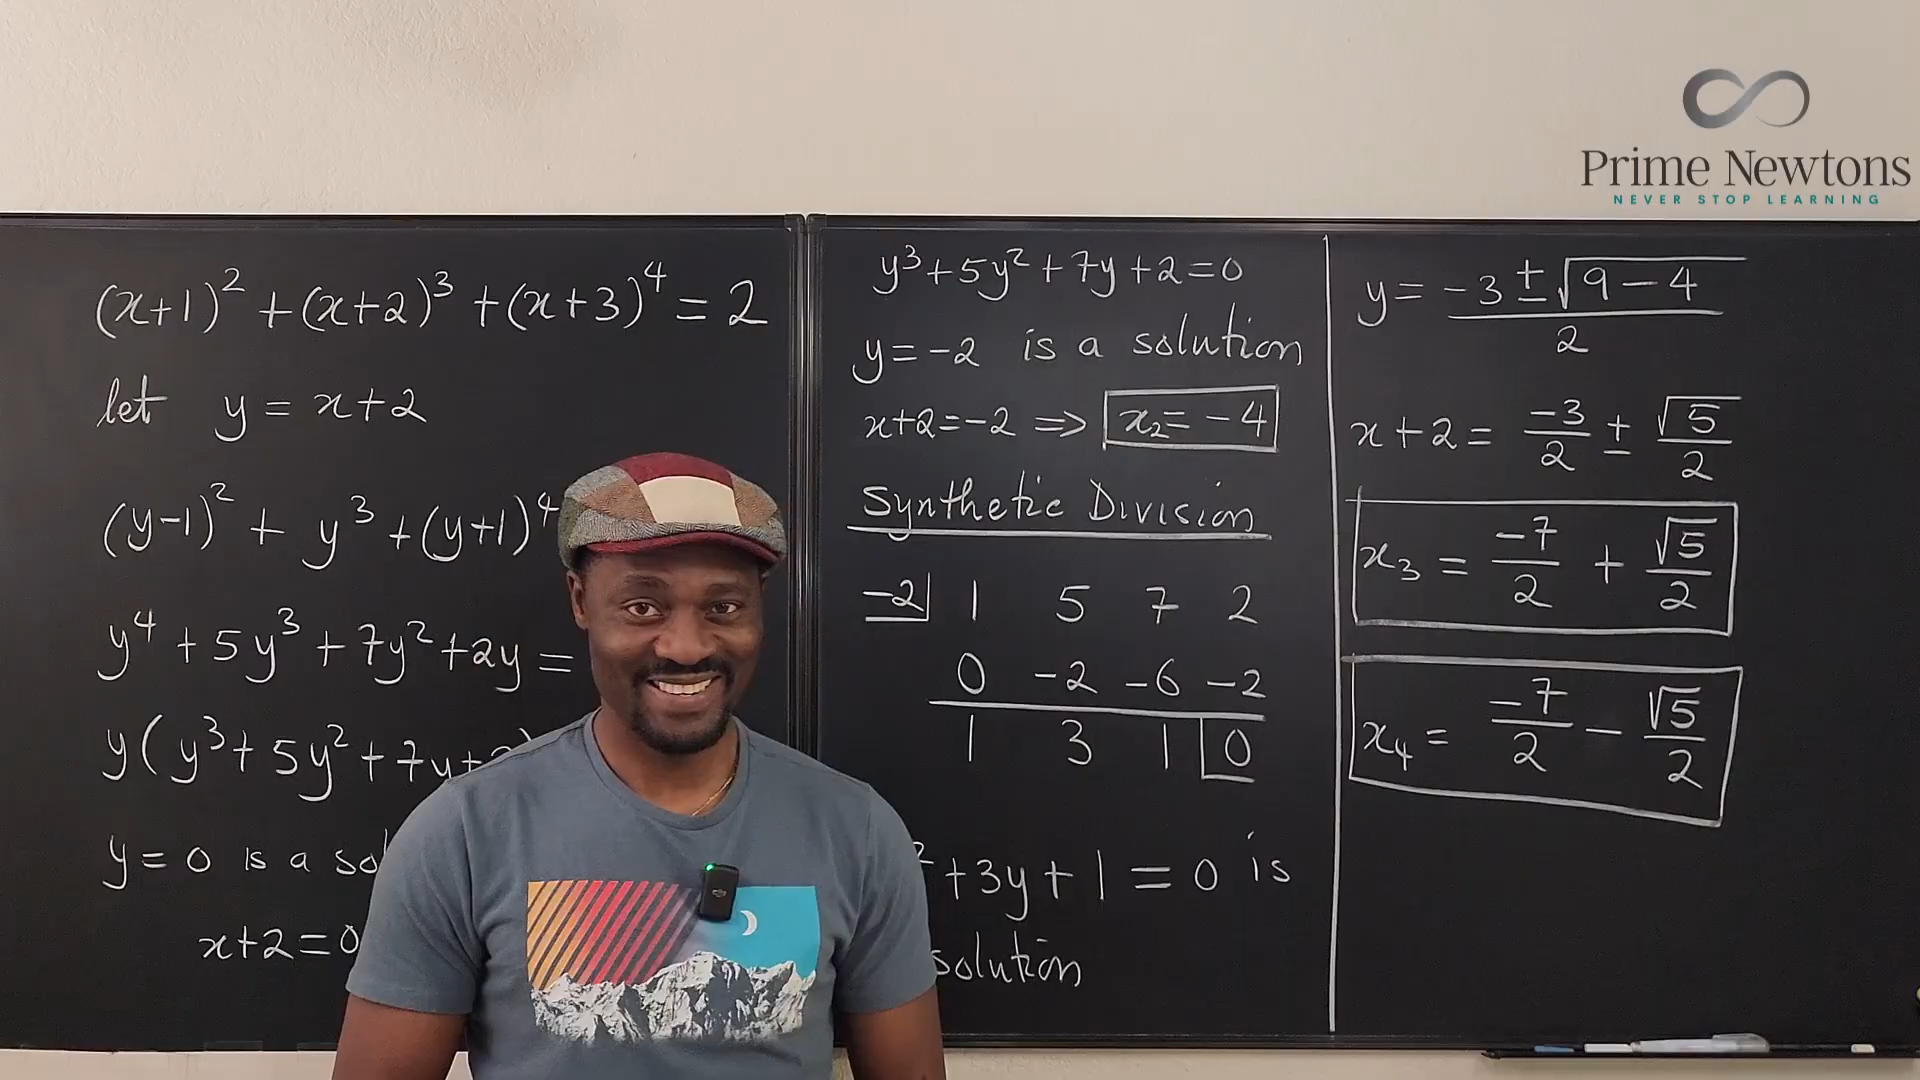 Prime Newtons
NEVER STOP LEARNING
(x+1)² + (x+2)³ + (x+3)⁴ = 2
let y = x+2
(y-1)² + y³ + (y+1)⁴
y⁴ + 5y³ + 7y² + 2y =
y(y³ + 5y² + 7y +
y = 0 is a
x+2 = 0
y³ + 5y² + 7y + 2 = 0
y = -2 is a solution
x+2 = -2 ⇒ x₂ = -4
Synthetic Division
-2| 1 5 7 2
0 -2 -6 -2
1 3 1 |0
+3y + 1 = 0 is
solution
y = (-3 ± √(9 - 4))/2
x + 2 = -3/2 ± √5/2
x₃ = -7/2 + √5/2
x₄ = -7/2 - √5/2